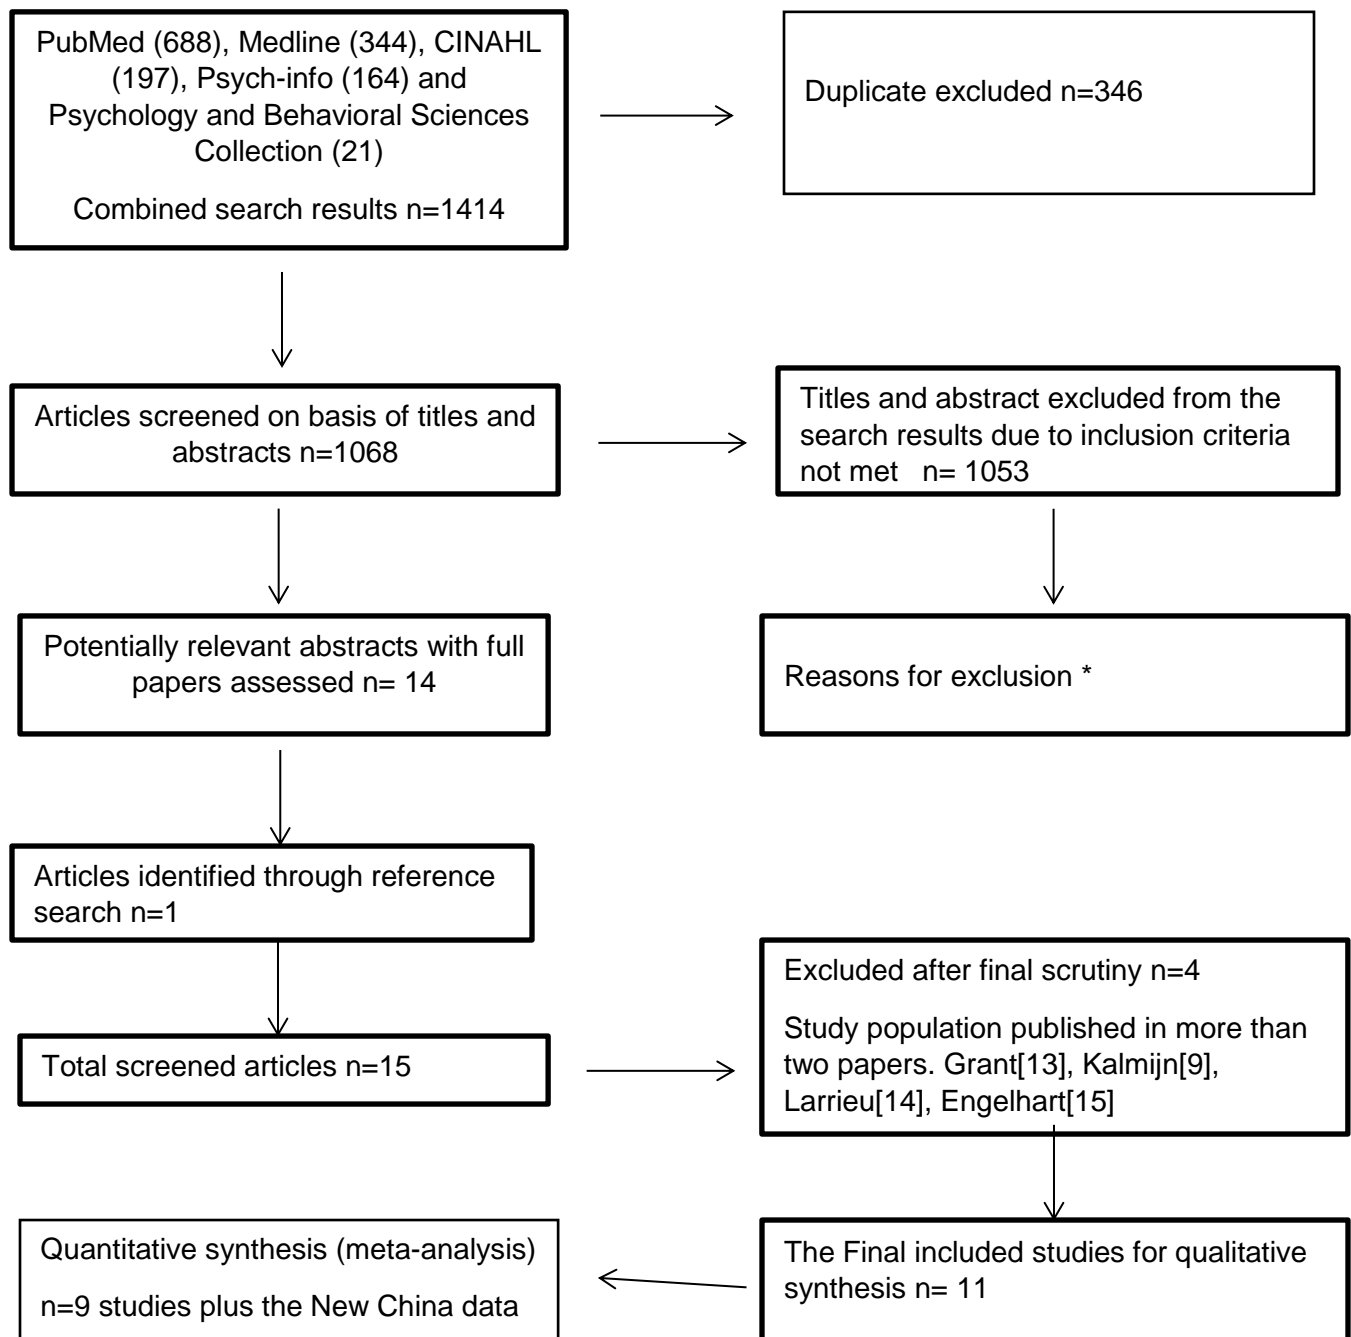 PubMed (688), Medline (344), CINAHL
(197), Psych-info (164) and
Psychology and Behavioral Sciences
Collection (21)
Combined search results n=1414
Duplicate excluded n=346
Articles screened on basis of titles and
abstracts n=1068
Titles and abstract excluded from the
search results due to inclusion criteria
not met n= 1053
Potentially relevant abstracts with full
papers assessed n= 14
Reasons for exclusion *
Articles identified through reference
search n=1
Total screened articles n=15
Excluded after final scrutiny n=4
Study population published in more than
two papers. Grant[13], Kalmijn[9],
Larrieu[14], Engelhart[15]
Quantitative synthesis (meta-analysis)
n=9 studies plus the New China data
The Final included studies for qualitative
synthesis n= 11